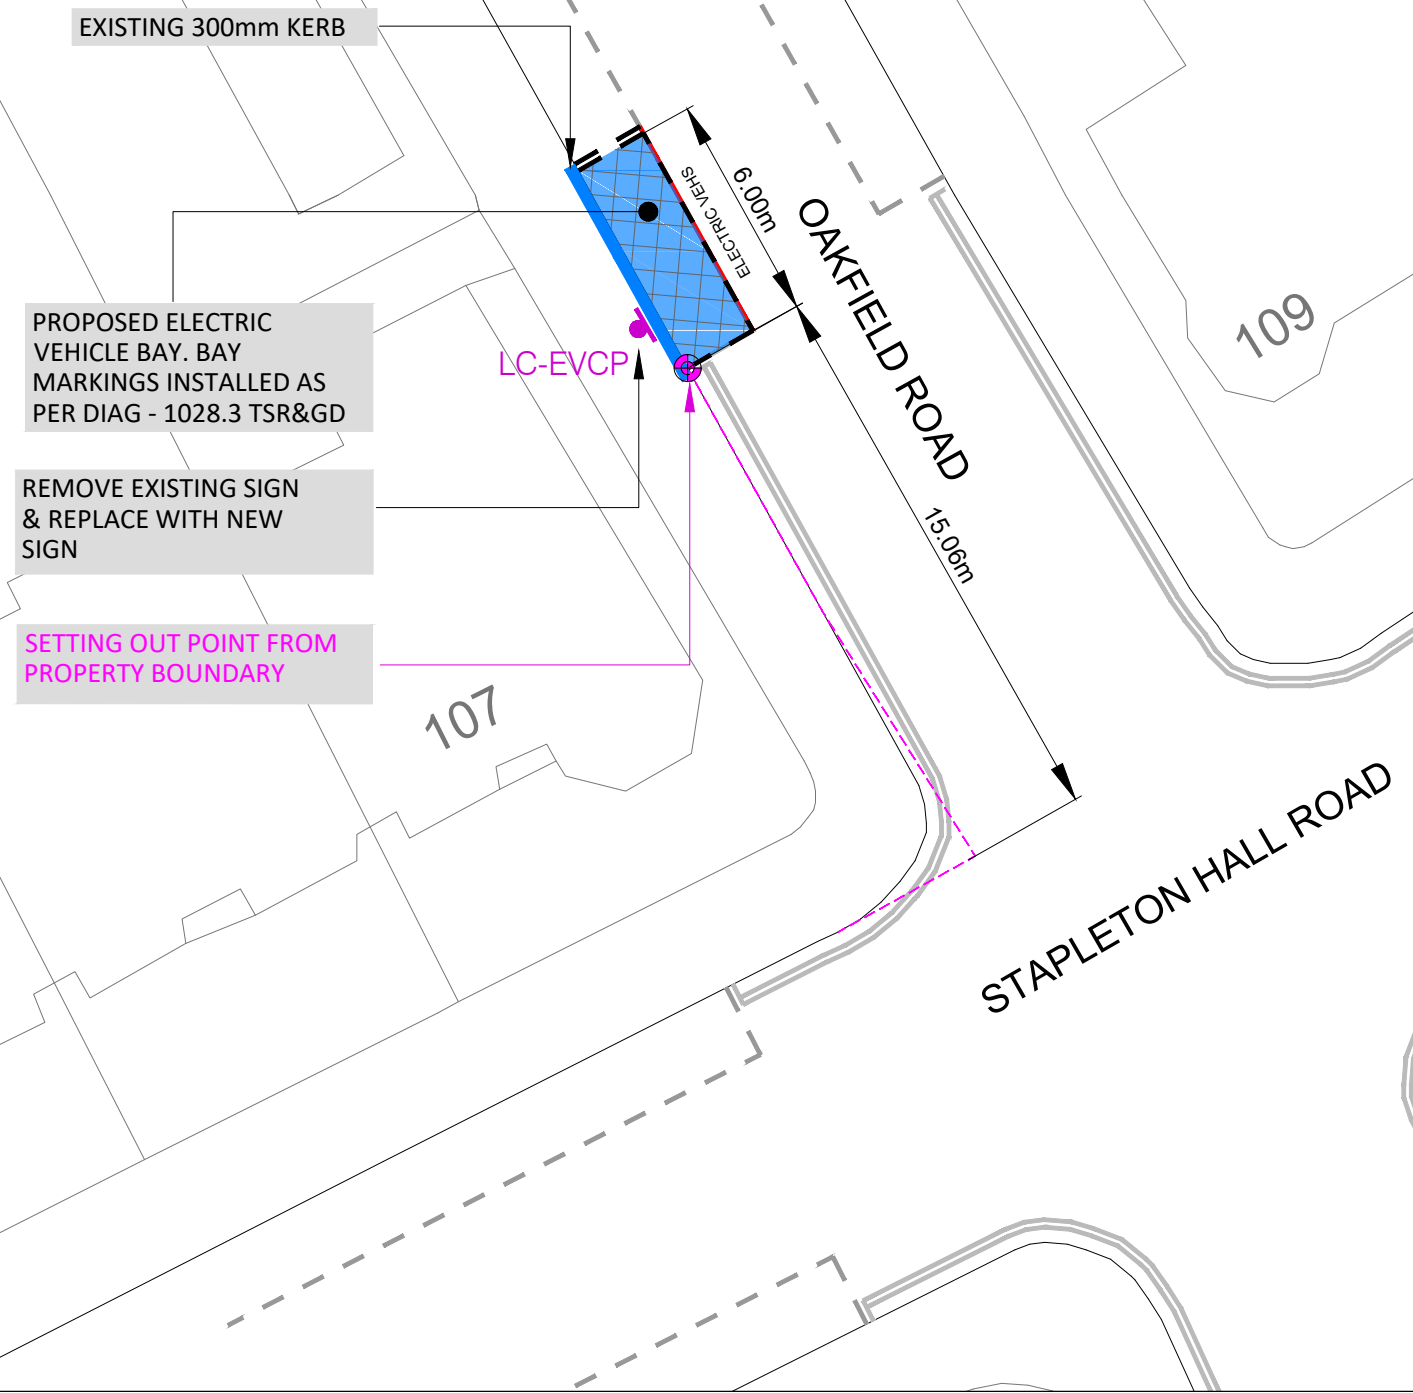 EXISTING 300mm KERB
PROPOSED ELECTRIC
VEHICLE BAY. BAY
MARKINGS INSTALLED AS
PER DIAG - 1028.3 TSR&GD
REMOVE EXISTING SIGN
& REPLACE WITH NEW
SIGN
SETTING OUT POINT FROM
PROPERTY BOUNDARY
LC-EVCP
ELECTRIC VEHS
6.00m
OAKFIELD ROAD
15.06m
109
107
STAPLETON HALL ROAD